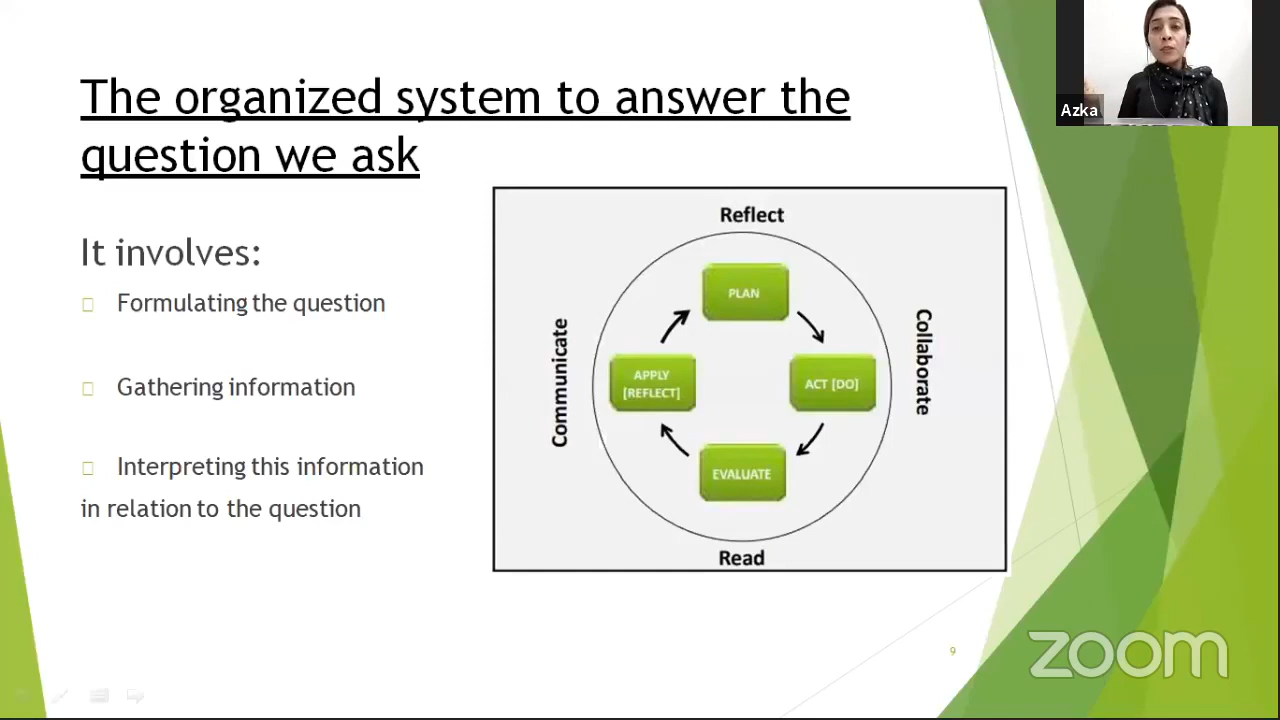 The organized system to answer the
question we ask
It involves:
Formulating the question
Gathering information
Interpreting this information
in relation to the question
Reflect
PLAN
Collaborate
Communicate
APPLY
[REFLECT]
ACT [DO]
EVALUATE
Read
Azka
9
zoom